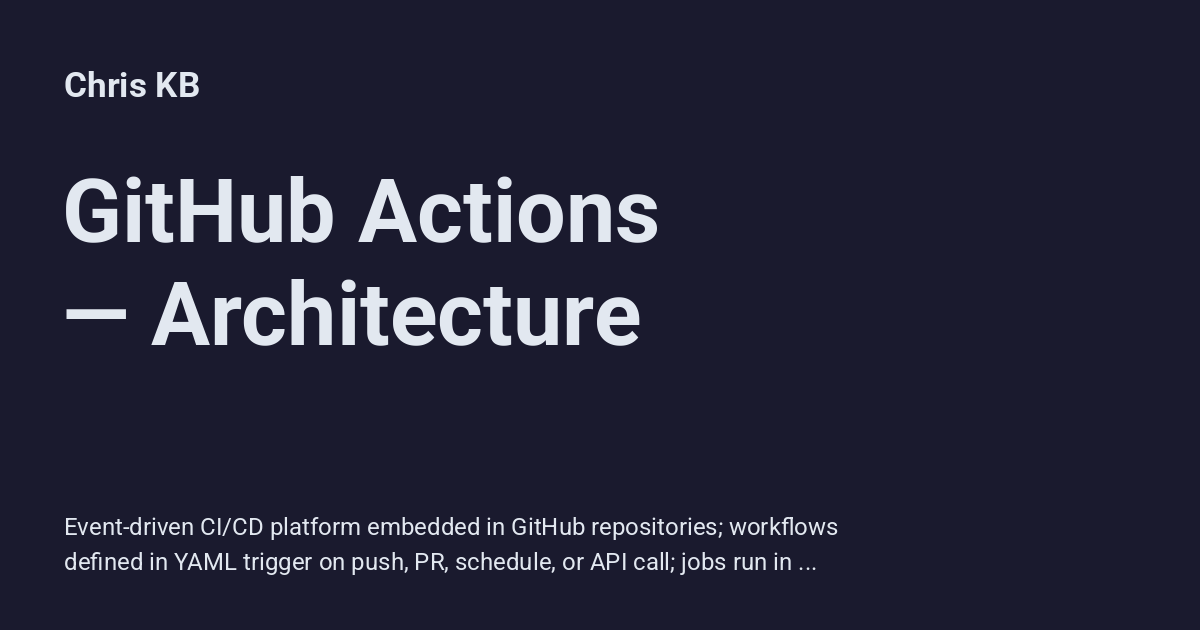 Chris KB
GitHub Actions
— Architecture
Event-driven CI/CD platform embedded in GitHub repositories; workflows
defined in YAML trigger on push, PR, schedule, or API call; jobs run in ...